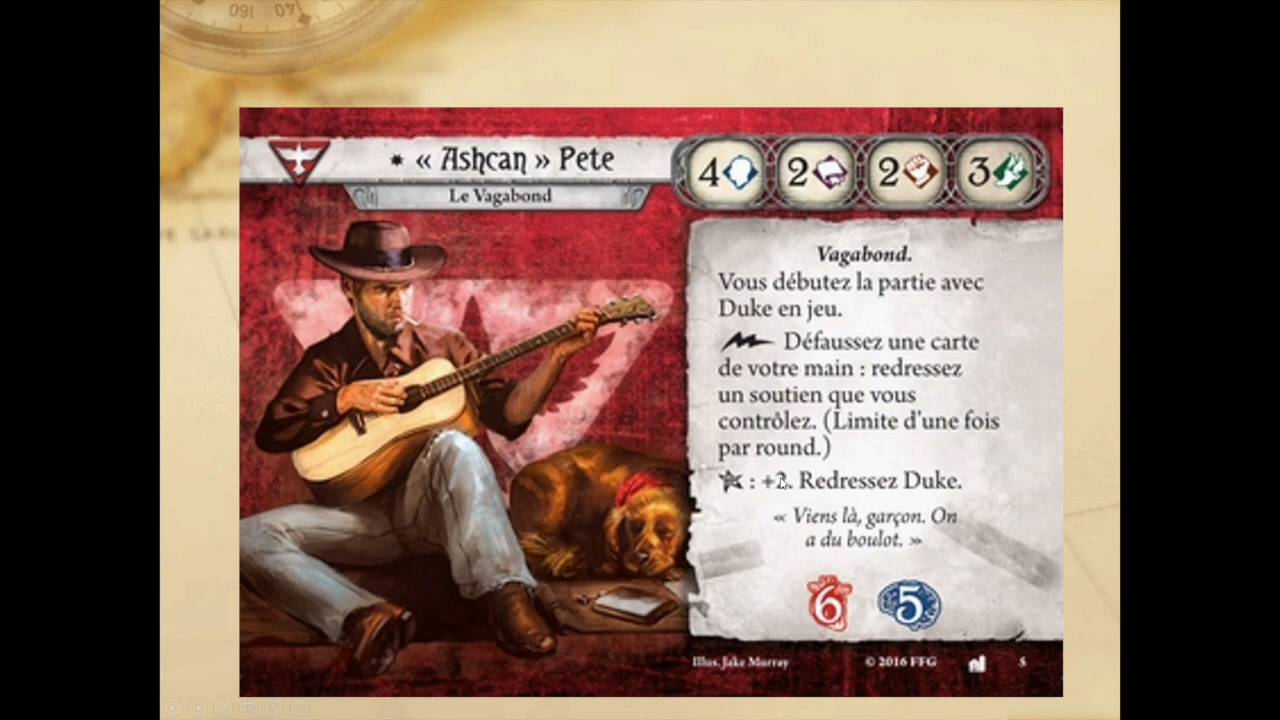 « Ashcan » Pete
4 2 2 3
Le Vagabond
Vagabond.
Vous débutez la partie avec
Duke en jeu.
Défaussez une carte
de votre main : redressez
un soutien que vous
contrôlez. (Limite d'une fois
par round.)
: +2. Redressez Duke.
« Viens là, garçon. On
a du boulot. »
6 5
Illus. Jake Murray © 2016 FFG 5